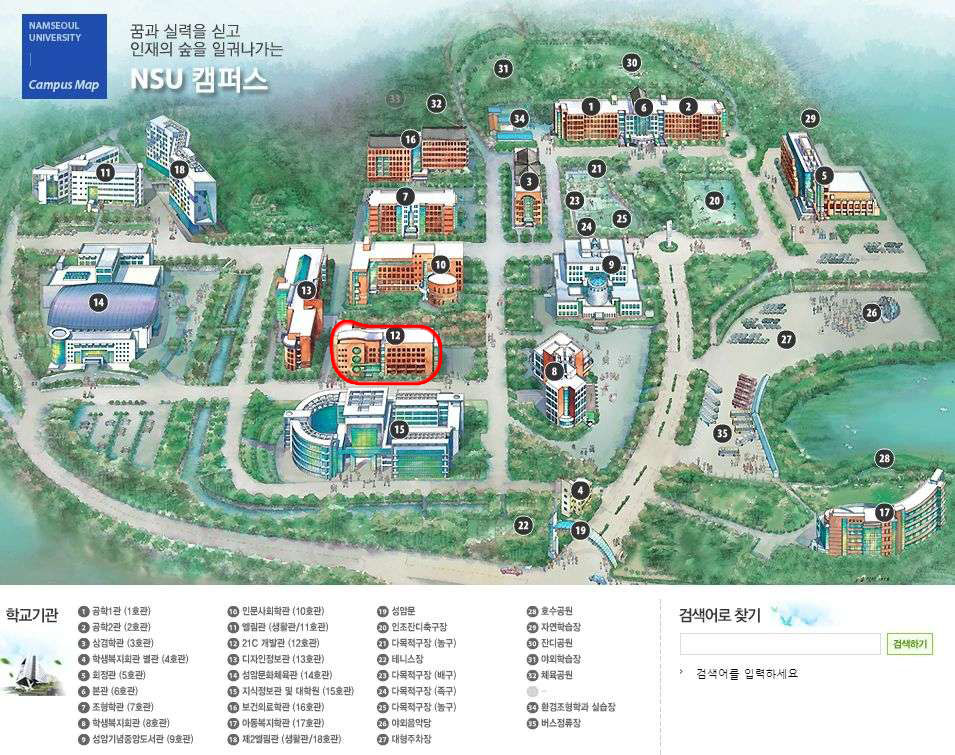 NAMSEOUL
UNIVERSITY
Campus Map
꿈과 실력을 싣고
인재의 숲을 일궈나가는
NSU 캠퍼스
33
32
31
30
34
1
6
2
29
16
11
18
7
3
21
23
25
24
20
5
14
13
10
9
26
12
27
8
15
35
28
4
22
19
17
학교기관
1 공학1관 (1호관)
2 공학2관 (2호관)
3 상경학관 (3호관)
4 학생복지회관 별관 (4호관)
5 회정관 (5호관)
6 본관 (6호관)
7 조형학관 (7호관)
8 학생복지회관 (8호관)
9 성암기념중앙도서관 (9호관)
10 인문사회학관 (10호관)
11 엘림관 (생활관/11호관)
12 21C 개발관 (12호관)
13 디자인정보관 (13호관)
14 성암문화체육관 (14호관)
15 지식정보관 및 대학원 (15호관)
16 보건의료학관 (16호관)
17 아동복지학관 (17호관)
18 제2엘림관 (생활관/18호관)
19 성암문
20 인조잔디축구장
21 다목적구장 (농구)
22 테니스장
23 다목적구장 (배구)
24 다목적구장 (족구)
25 다목적구장 (농구)
26 야외음악당
27 대형주차장
28 호수공원
29 자연학습장
30 잔디공원
31 야외학습장
32 체육공원
34 환경조형학과 실습장
35 버스정류장
검색어로 찾기
검색하기
검색어를 입력하세요